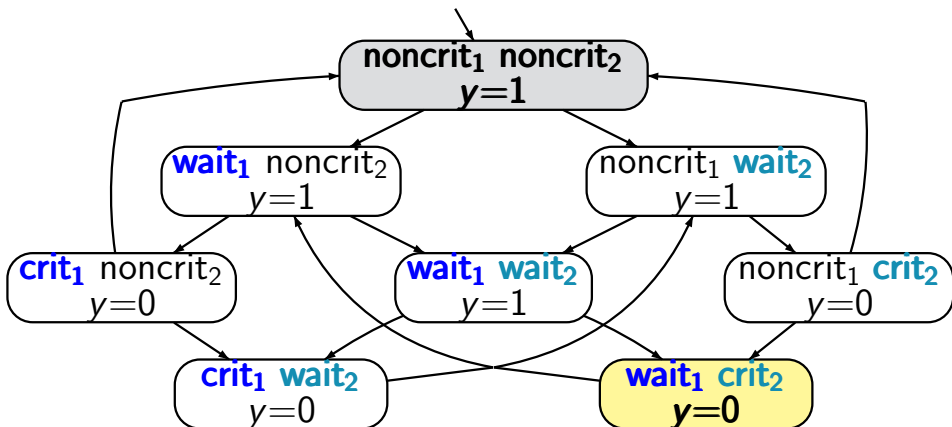 noncrit₁ noncrit₂
y=1
wait₁ noncrit₂
y=1
noncrit₁ wait₂
y=1
crit₁ noncrit₂
y=0
wait₁ wait₂
y=1
noncrit₁ crit₂
y=0
crit₁ wait₂
y=0
wait₁ crit₂
y=0